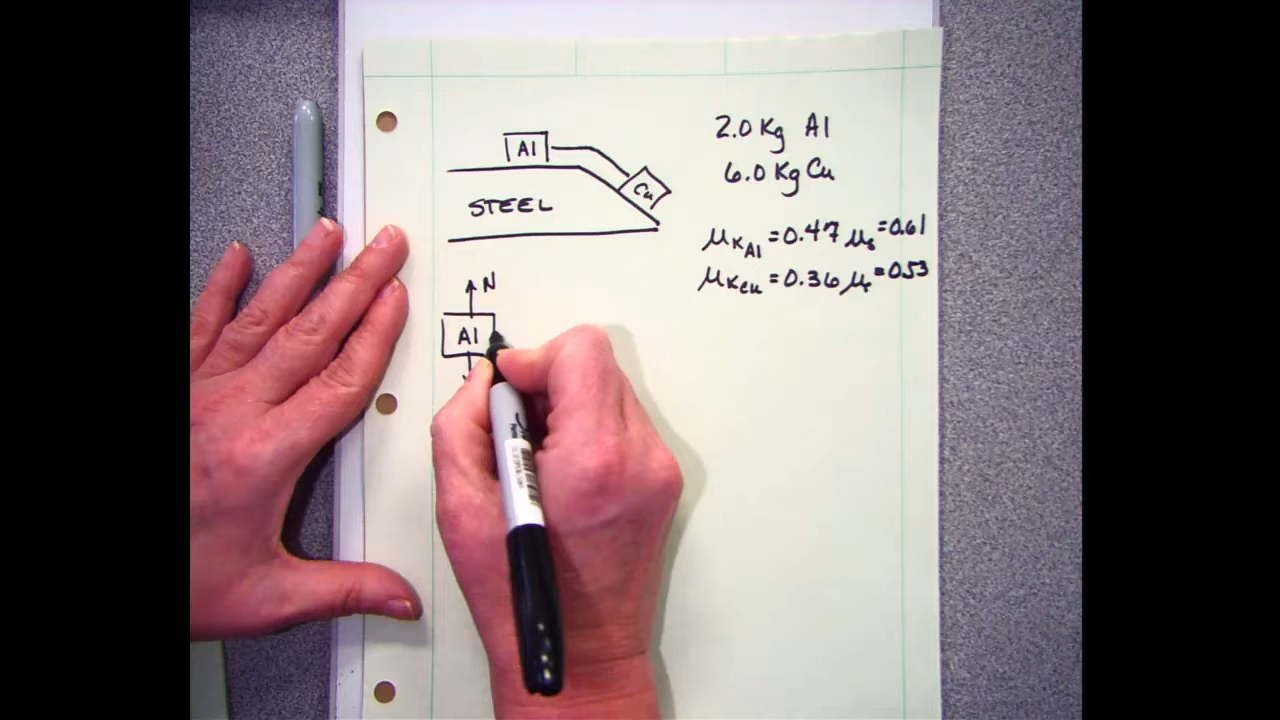 2.0 Kg Al
Al
6.0 Kg Cu
Cu
STEEL
μKAl = 0.47 μs = 0.61
μKCu = 0.36 μs = 0.53
N
Al